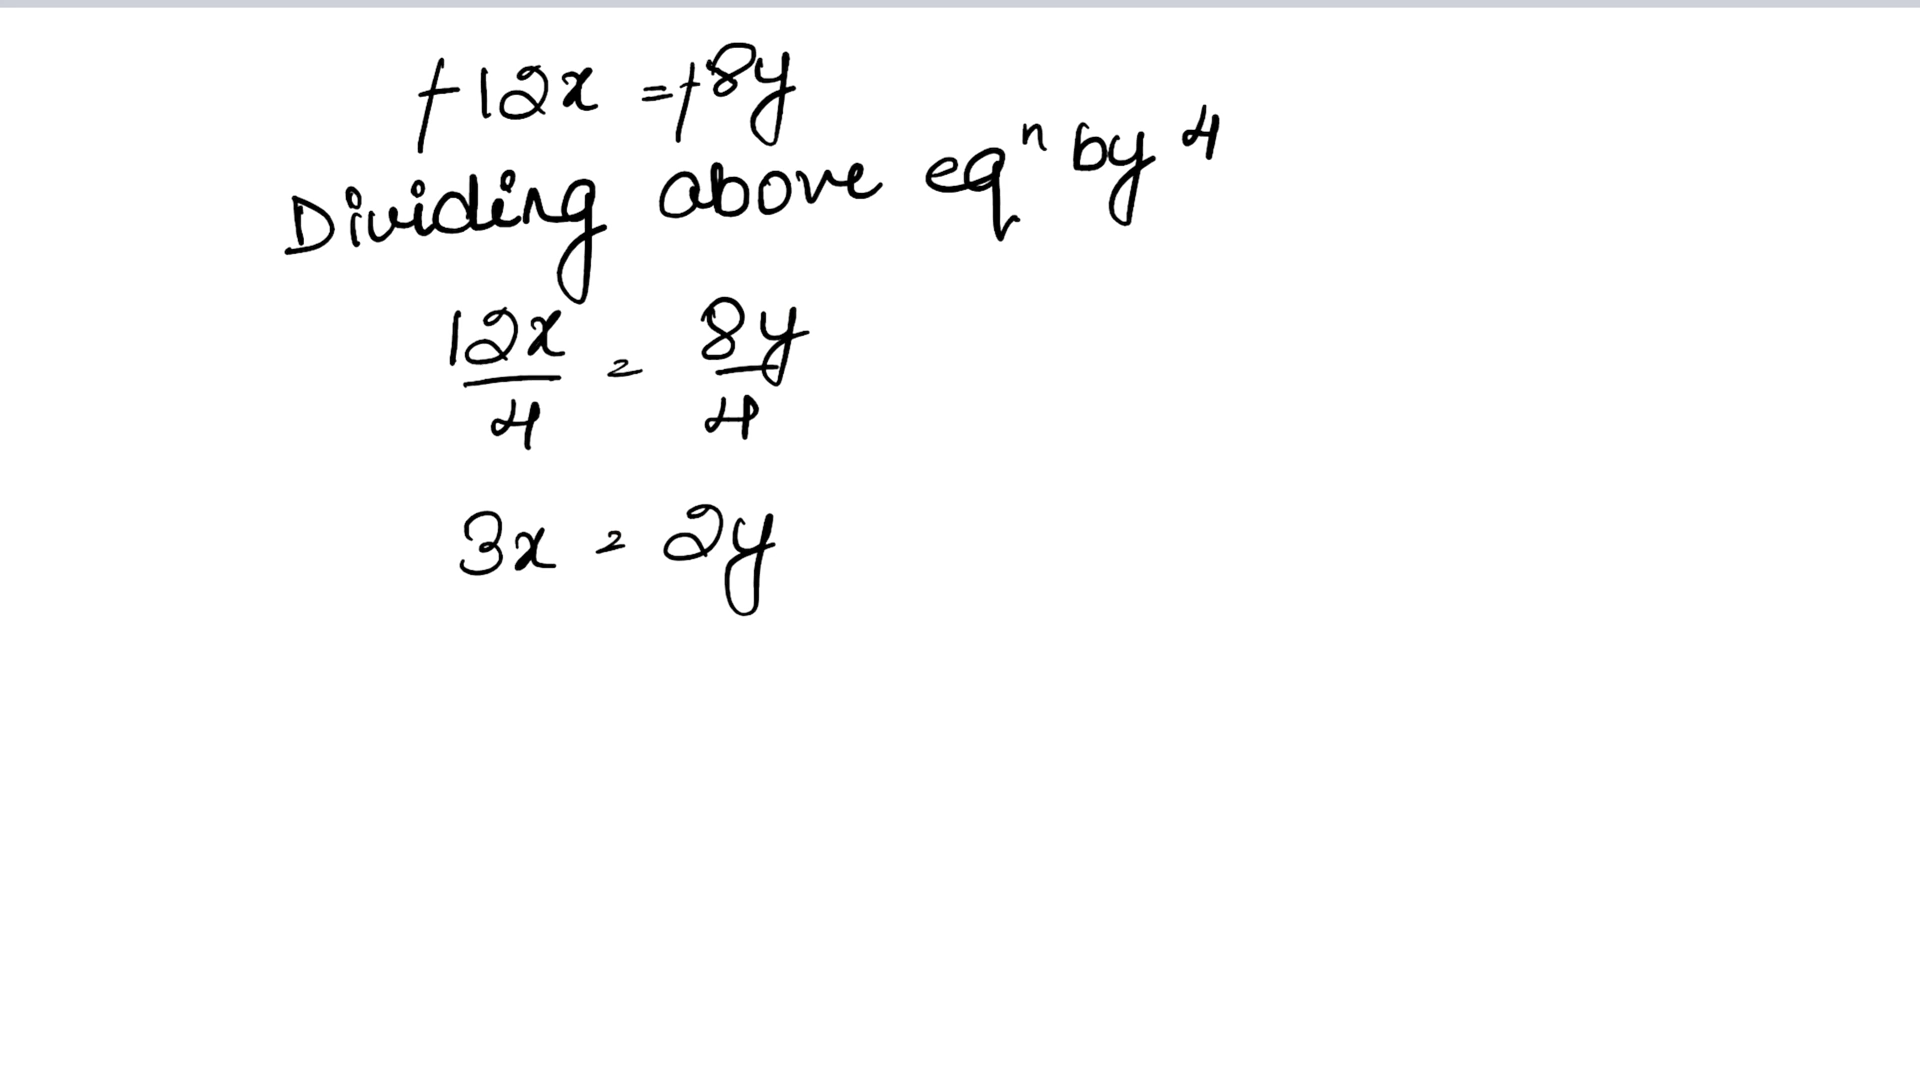 +12x = +8y
Dividing above eqⁿ by 4
12x/4 = 8y/4
3x = 2y